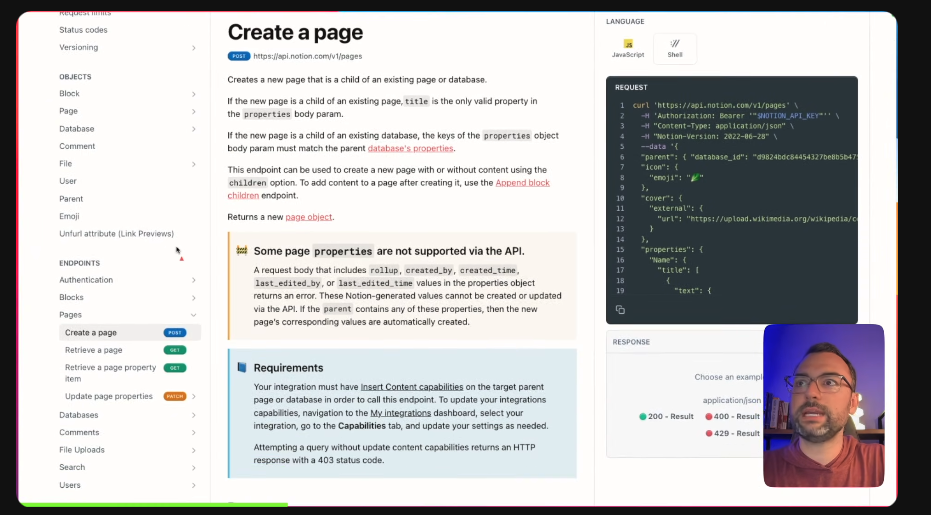 Request limits
Status codes
Versioning
OBJECTS
Block
Page
Database
Comment
File
User
Parent
Emoji
Unfurl attribute (Link Previews)
ENDPOINTS
Authentication
Blocks
Pages
Create a page POST
Retrieve a page GET
Retrieve a page property GET
item
Update page properties PATCH
Databases
Comments
File Uploads
Search
Users
Create a page
POST https://api.notion.com/v1/pages
Creates a new page that is a child of an existing page or database.
If the new page is a child of an existing page, title is the only valid property in
the properties body param.
If the new page is a child of an existing database, the keys of the properties object
body param must match the parent database's properties.
This endpoint can be used to create a new page with or without content using the
children option. To add content to a page after creating it, use the Append block
children endpoint.
Returns a new page object.
Some page properties are not supported via the API.
A request body that includes rollup, created_by, created_time,
last_edited_by, or last_edited_time values in the properties object
returns an error. These Notion-generated values cannot be created or updated
via the API. If the parent contains any of these properties, then the new
page's corresponding values are automatically created.
Requirements
Your integration must have Insert Content capabilities on the target parent
page or database in order to call this endpoint. To update your integrations
capabilities, navigation to the My integrations dashboard, select your
integration, go to the Capabilities tab, and update your settings as needed.
Attempting a query without update content capabilities returns an HTTP
response with a 403 status code.
LANGUAGE
JS
JavaScript
Shell
REQUEST
1 curl 'https://api.notion.com/v1/pages' \
2 -H 'Authorization: Bearer '"$NOTION_API_KEY"'' \
3 -H "Content-Type: application/json" \
4 -H "Notion-Version: 2022-06-28" \
5 --data '{
6 "parent": { "database_id": "d9824bdc84454327be8b5b47
7 "icon": {
8 "emoji": "🥬"
9 },
10 "cover": {
11 "external": {
12 "url": "https://upload.wikimedia.org/wikipedia/c
13 }
14 },
15 "properties": {
16 "Name": {
17 "title": [
18 {
19 "text": {
RESPONSE
Choose an exampl
application/json
200 - Result 400 - Result
429 - Result